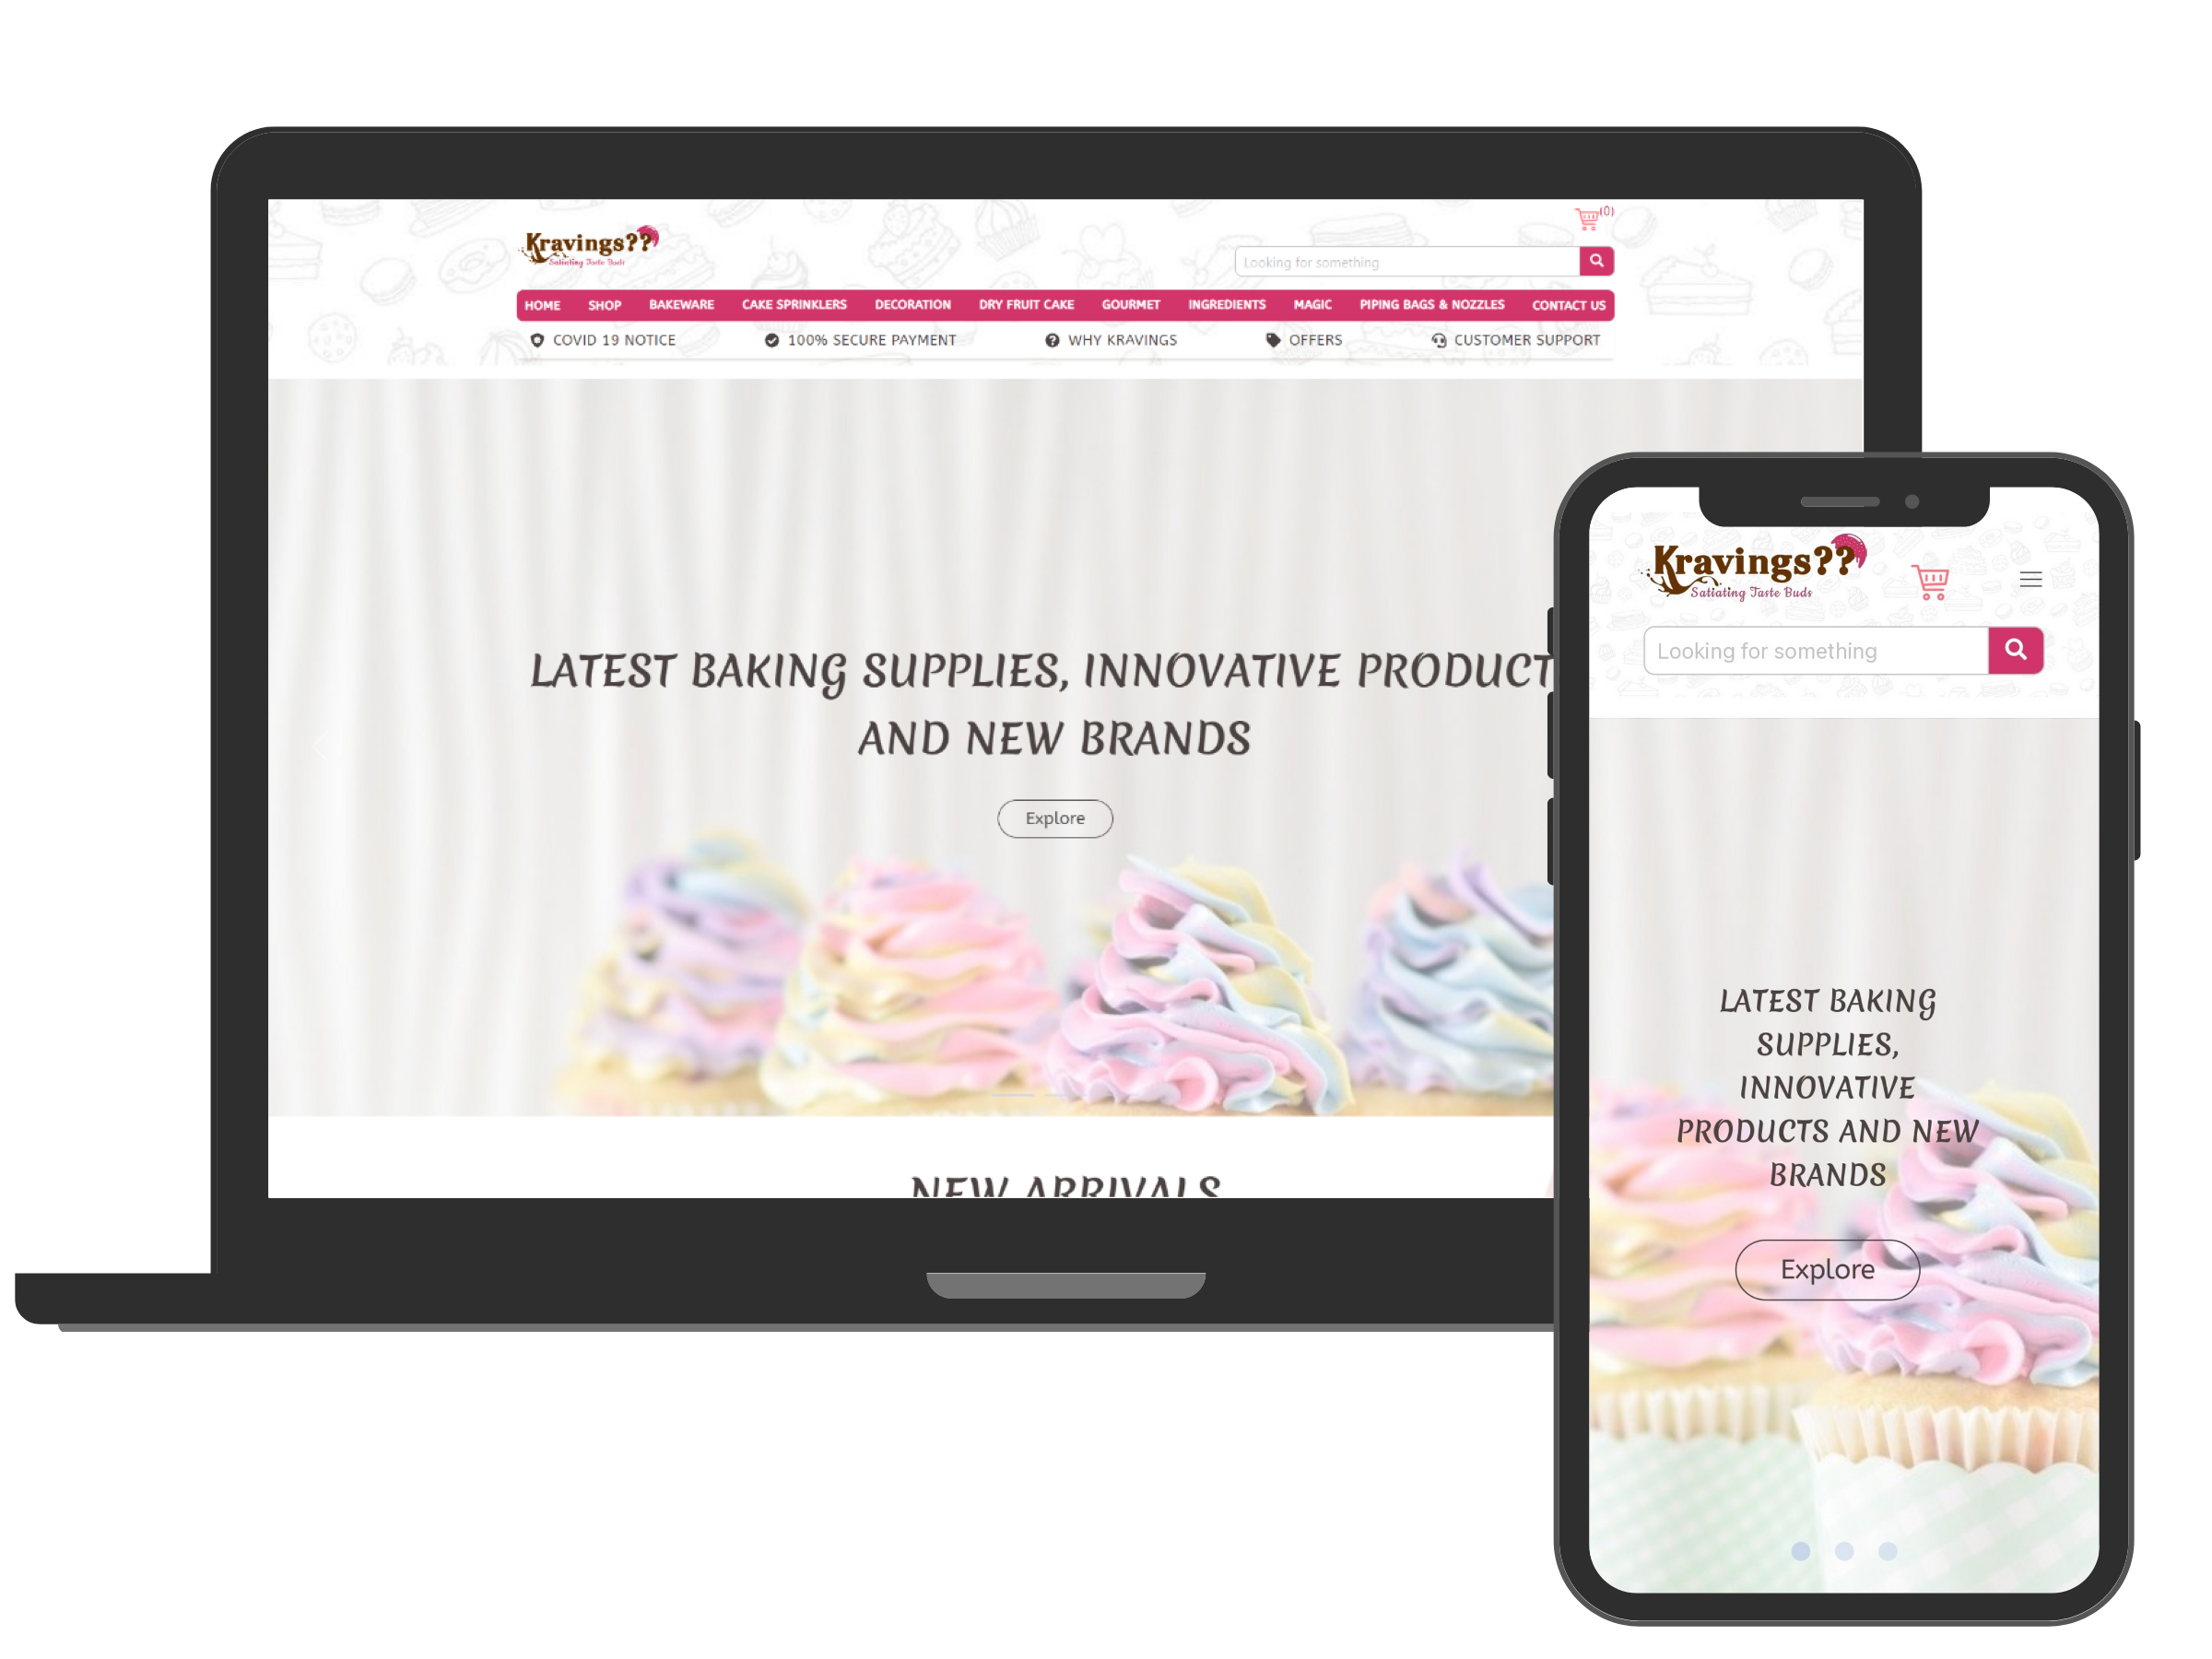 Kravings??
Satiating Taste Buds
(0)
Looking for something
HOME SHOP BAKEWARE CAKE SPRINKLERS DECORATION DRY FRUIT CAKE GOURMET INGREDIENTS MAGIC PIPING BAGS & NOZZLES CONTACT US
COVID 19 NOTICE 100% SECURE PAYMENT WHY KRAVINGS OFFERS CUSTOMER SUPPORT
LATEST BAKING SUPPLIES, INNOVATIVE PRODUCT
AND NEW BRANDS
Explore
NEW ARRIVALS
Kravings??
Satiating Taste Buds
Looking for something
LATEST BAKING
SUPPLIES,
INNOVATIVE
PRODUCTS AND NEW
BRANDS
Explore